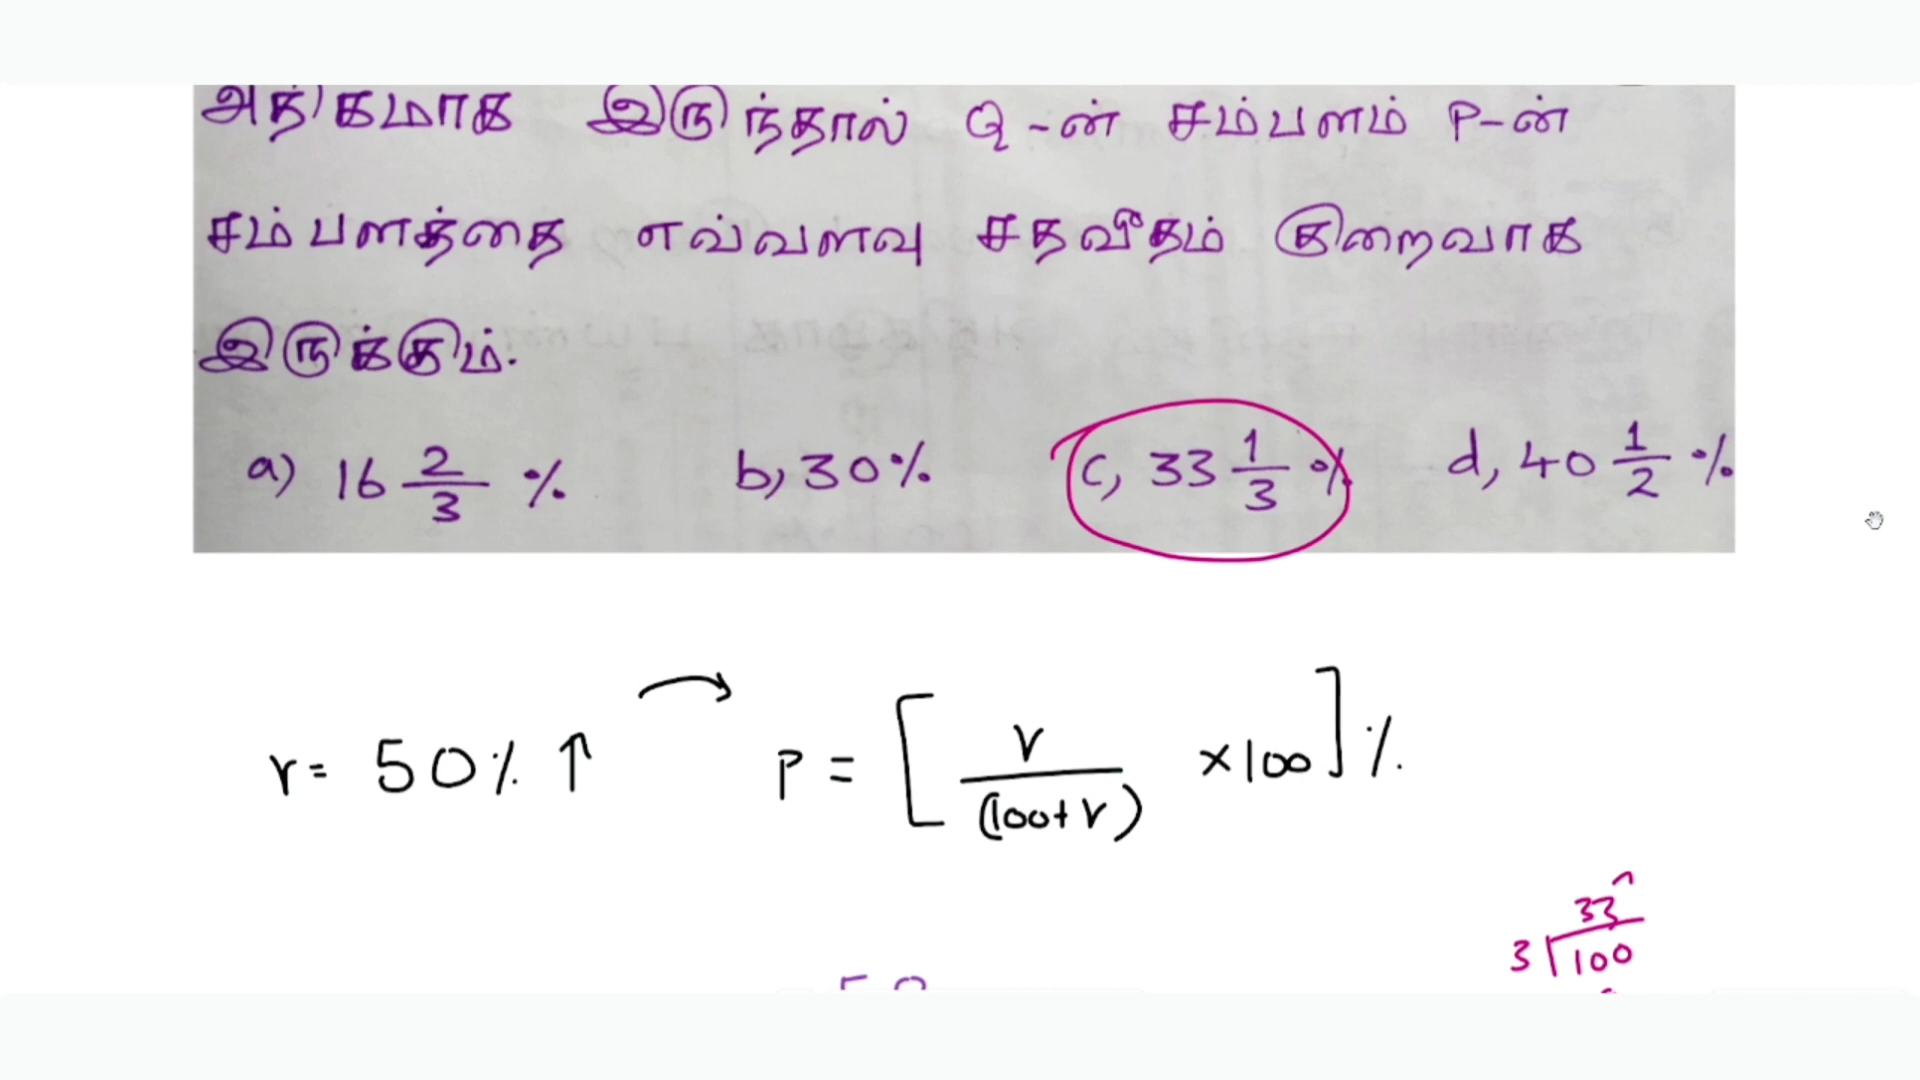 அதிகமாக இருந்தால் Q-ன் சம்பளம் P-ன்
சம்பளத்தை எவ்வளவு சதவீதம் குறைவாக
இருக்கும்.
a) 16 2/3 % b, 30% c, 33 1/3 % d, 40 1/2 %
r = 50% ↑ P = [ r/(100+r) ×100 ] %
33
3 100
50